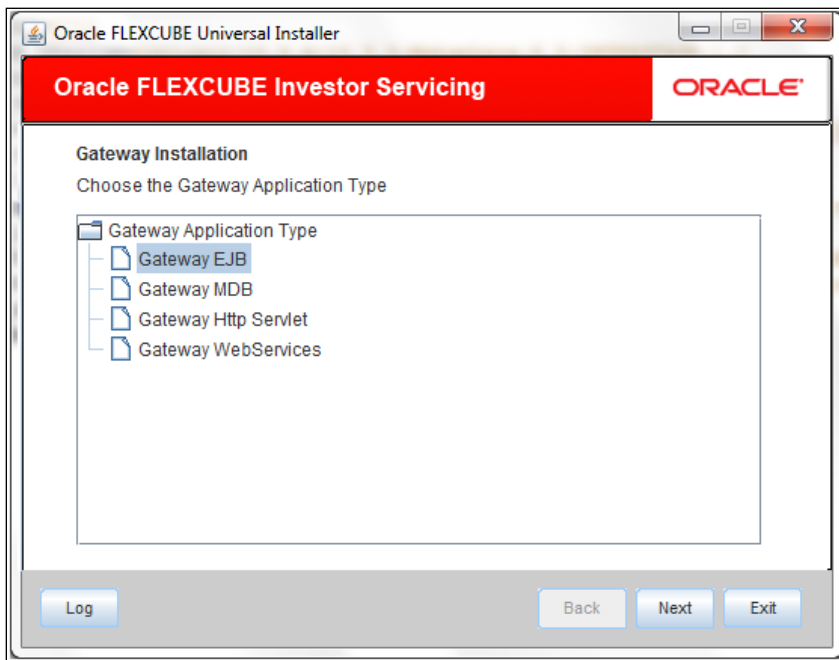 Oracle FLEXCUBE Universal Installer
Oracle FLEXCUBE Investor Servicing
ORACLE'
Gateway Installation
Choose the Gateway Application Type
Gateway Application Type
Gateway EJB
Gateway MDB
Gateway Http Servlet
Gateway WebServices
Log
Back
Next
Exit